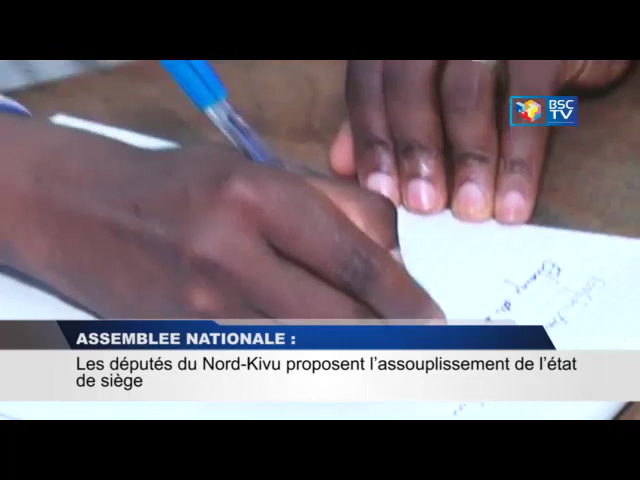 BSC
TV
ASSEMBLEE NATIONALE :
Les députés du Nord-Kivu proposent l’assouplissement de l’état
de siège